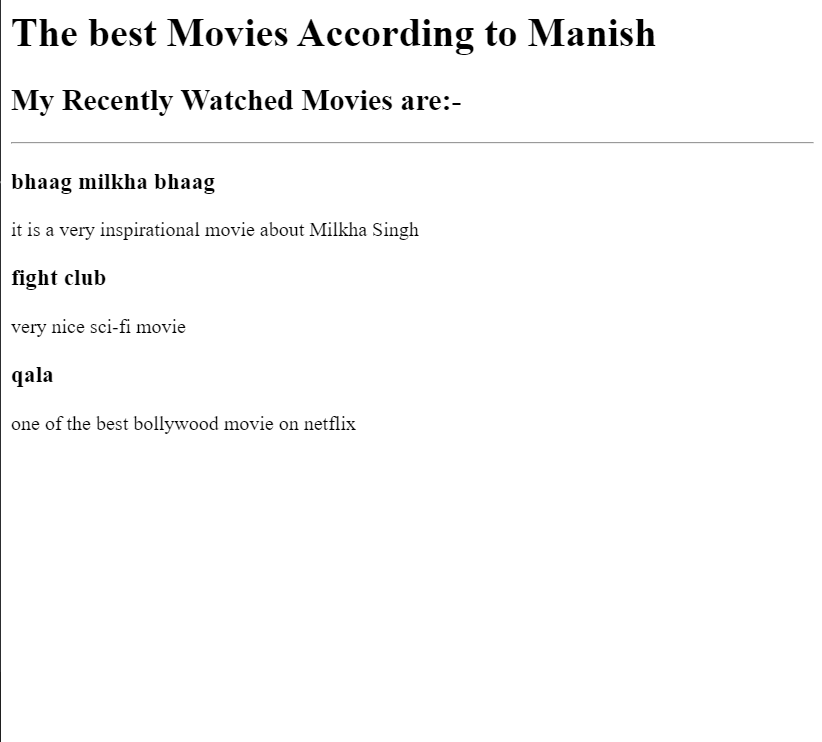 The best Movies According to Manish
My Recently Watched Movies are:-
bhaag milkha bhaag
it is a very inspirational movie about Milkha Singh
fight club
very nice sci-fi movie
qala
one of the best bollywood movie on netflix